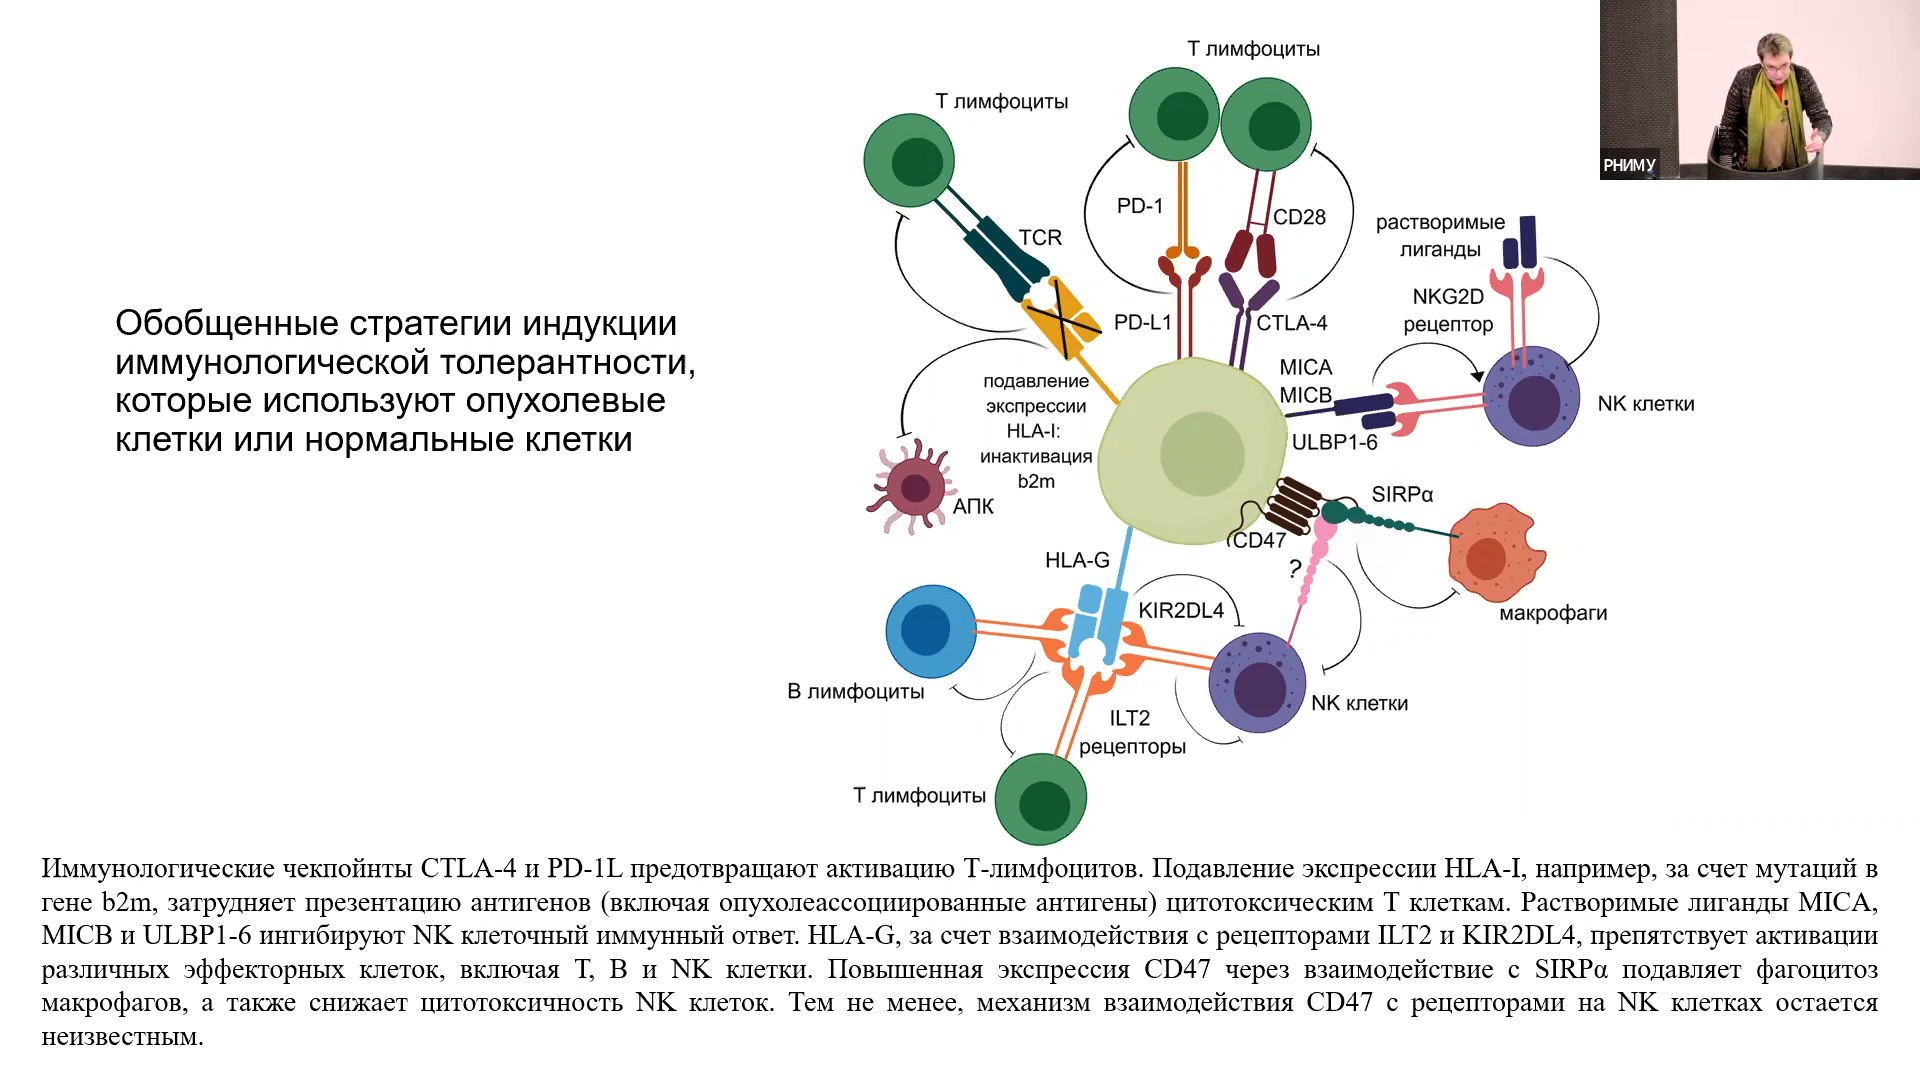 Обобщенные стратегии индукции
иммунологической толерантности,
которые используют опухолевые
клетки или нормальные клетки
Т лимфоциты
Т лимфоциты
PD-1
CD28
TCR
растворимые
лиганды
NKG2D
рецептор
PD-L1
CTLA-4
MICA
MICB
ULBP1-6
NK клетки
подавление
экспрессии
HLA-I:
инактивация
b2m
АПК
SIRPα
CD47
?
макрофаги
HLA-G
KIR2DL4
В лимфоциты
NK клетки
ILT2
рецепторы
Т лимфоциты
РНИМУ
Иммунологические чекпойнты CTLA-4 и PD-1L предотвращают активацию Т-лимфоцитов. Подавление экспрессии HLA-I, например, за счет мутаций в
гене b2m, затрудняет презентацию антигенов (включая опухолеассоциированные антигены) цитотоксическим Т клеткам. Растворимые лиганды MICA,
MICB и ULBP1-6 ингибируют NK клеточный иммунный ответ. HLA-G, за счет взаимодействия с рецепторами ILT2 и KIR2DL4, препятствует активации
различных эффекторных клеток, включая Т, В и NK клетки. Повышенная экспрессия CD47 через взаимодействие с SIRPα подавляет фагоцитоз
макрофагов, а также снижает цитотоксичность NK клеток. Тем не менее, механизм взаимодействия CD47 с рецепторами на NK клетках остается
неизвестным.